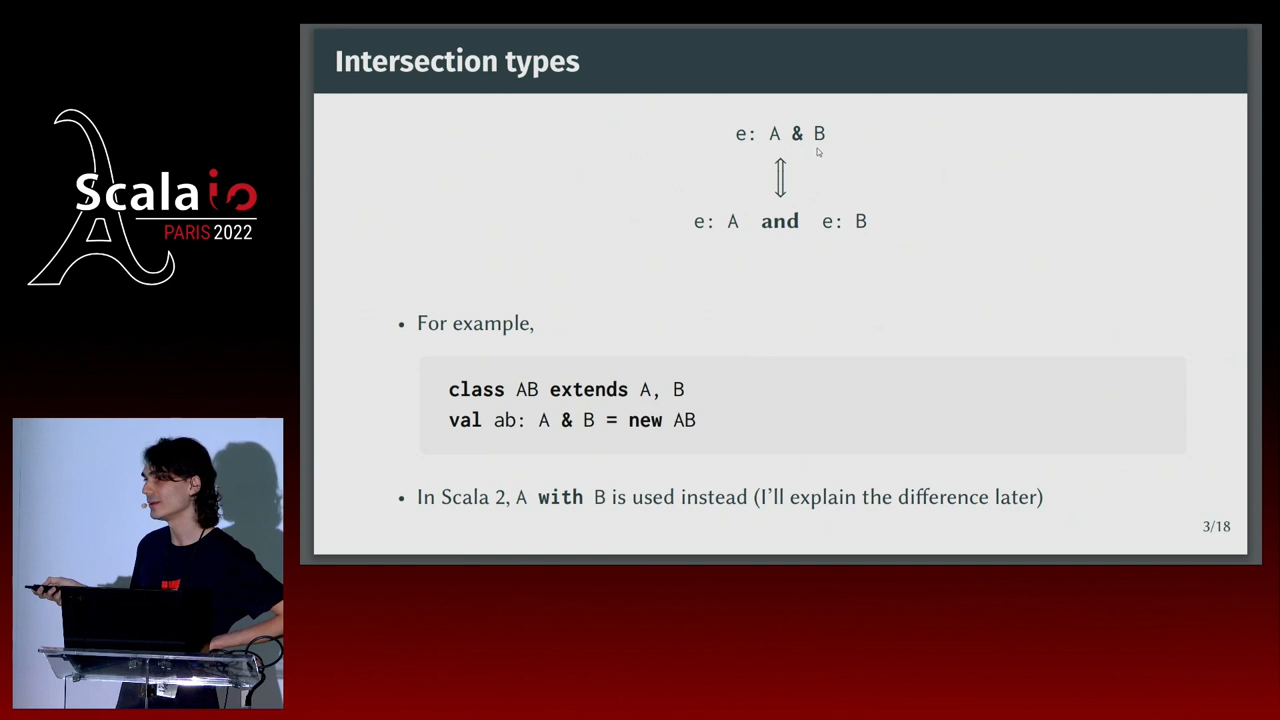 Intersection types
e: A & B
⇕
e: A and e: B
• For example,
class AB extends A, B
val ab: A & B = new AB
• In Scala 2, A with B is used instead (I'll explain the difference later)
3/18
Scala io
PARIS 2022